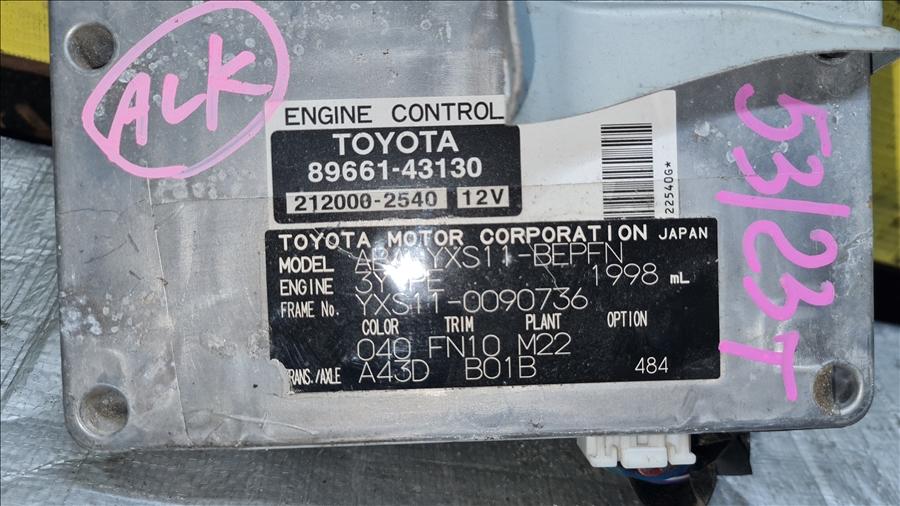 ALK
ENGINE CONTROL
TOYOTA
89661-43130
212000-2540 12V
22540G*
53/23T
TOYOTA MOTOR CORPORATION JAPAN
MODEL YXS11-BEPFN
ENGINE 1998 mL
FRAME No. YXS11-0090736
COLOR TRIM PLANT OPTION
040 FN10 M22
A43D B01B 484